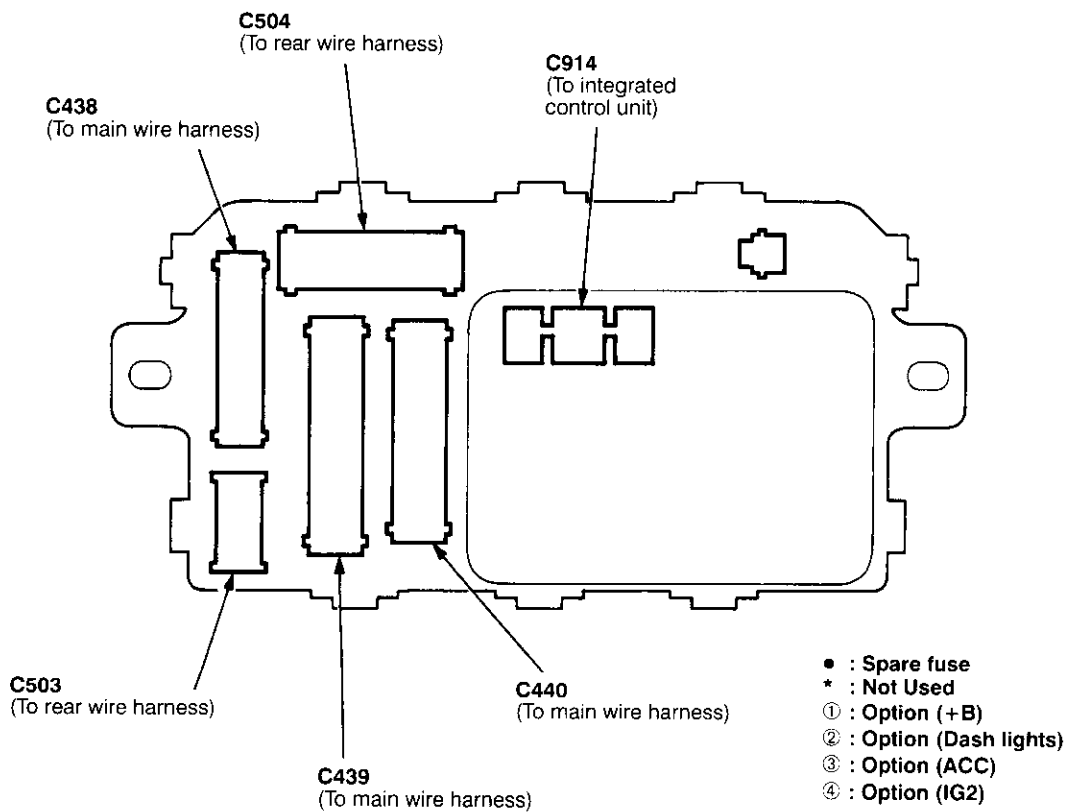 C504
(To rear wire harness)
C914
(To integrated
control unit)
C438
(To main wire harness)
C503
(To rear wire harness)
C440
(To main wire harness)
C439
(To main wire harness)
● : Spare fuse
* : Not Used
① : Option (+B)
② : Option (Dash lights)
③ : Option (ACC)
④ : Option (IG2)